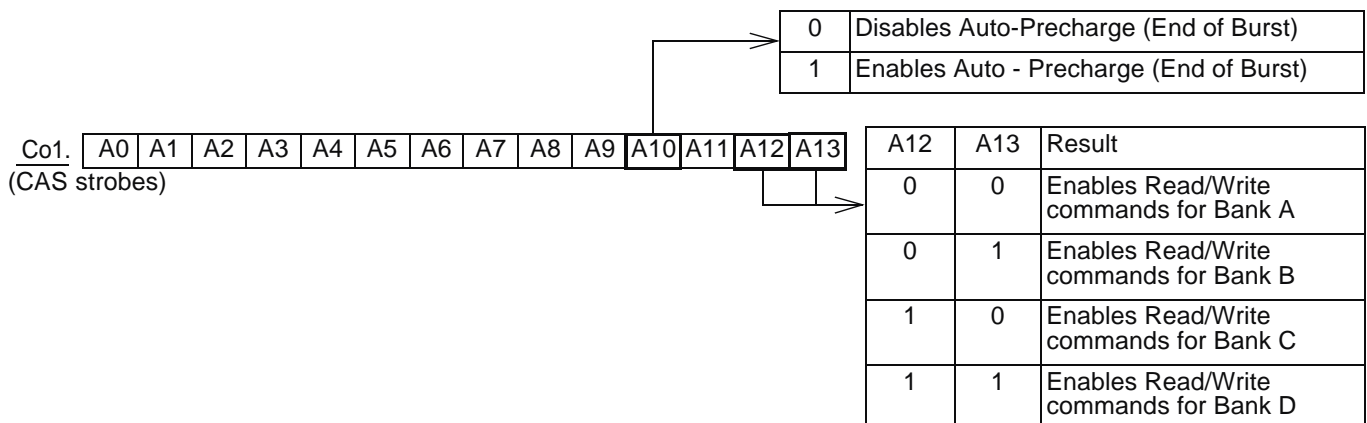 0 Disables Auto-Precharge (End of Burst)
1 Enables Auto - Precharge (End of Burst)
Co1. A0 A1 A2 A3 A4 A5 A6 A7 A8 A9 A10 A11 A12 A13
(CAS strobes)
A12 A13 Result
0 0 Enables Read/Write
commands for Bank A
0 1 Enables Read/Write
commands for Bank B
1 0 Enables Read/Write
commands for Bank C
1 1 Enables Read/Write
commands for Bank D